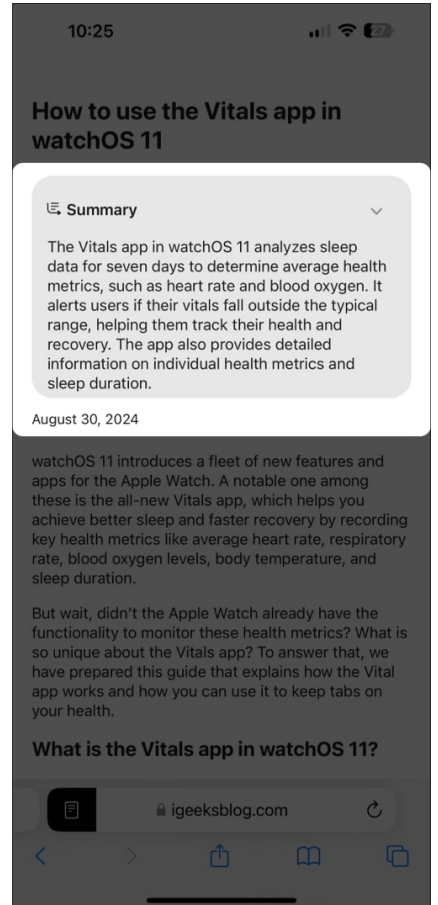 10:25
27
How to use the Vitals app in
watchOS 11
Summary
The Vitals app in watchOS 11 analyzes sleep
data for seven days to determine average health
metrics, such as heart rate and blood oxygen. It
alerts users if their vitals fall outside the typical
range, helping them track their health and
recovery. The app also provides detailed
information on individual health metrics and
sleep duration.
August 30, 2024
watchOS 11 introduces a fleet of new features and
apps for the Apple Watch. A notable one among
these is the all-new Vitals app, which helps you
achieve better sleep and faster recovery by recording
key health metrics like average heart rate, respiratory
rate, blood oxygen levels, body temperature, and
sleep duration.
But wait, didn't the Apple Watch already have the
functionality to monitor these health metrics? What is
so unique about the Vitals app? To answer that, we
have prepared this guide that explains how the Vital
app works and how you can use it to keep tabs on
your health.
What is the Vitals app in watchOS 11?
igeeksblog.com